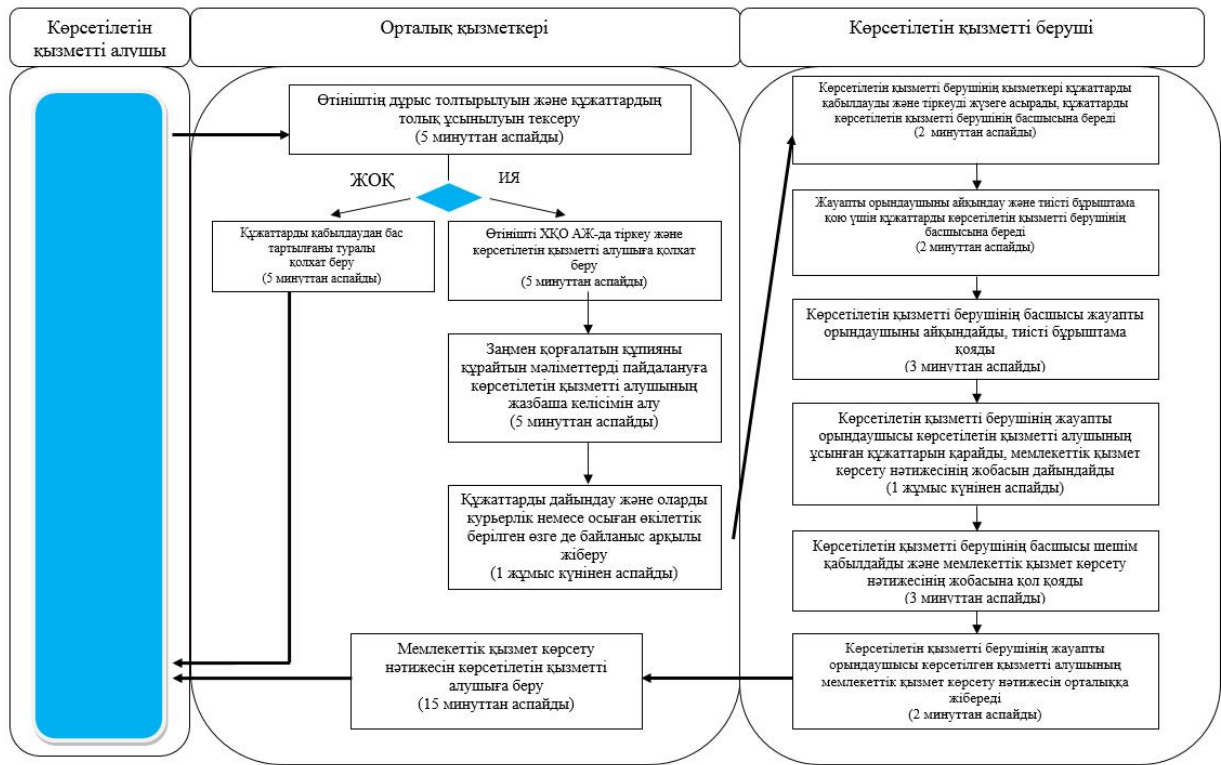 Көрсетілетін
қызметті алушы
Орталық қызметкері
Көрсетілетін қызметті беруші
Өтініштің дұрыс толтырылуын және құжаттардың
толық ұсынылуын тексеру
(5 минуттан аспайды)
ЖОҚ
ИЯ
Құжаттарды қабылдаудан бас
тартылғаны туралы
қолхат беру
(5 минуттан аспайды)
Өтінішті ХҚО АЖ-да тіркеу және
көрсетілетін қызметті алушыға қолхат
беру
(5 минуттан аспайды)
Заңмен қорғалатын құпияны
құрайтын мәліметтерді пайдалануға
көрсетілетін қызметті алушының
жазбаша келісімін алу
(5 минуттан аспайды)
Құжаттарды дайындау және оларды
курьерлік немесе осыған өкілеттік
берілген өзге де байланыс арқылы
жіберу
(1 жұмыс күнінен аспайды)
Мемлекеттік қызмет көрсету
нәтижесін көрсетілетін қызметті
алушыға беру
(15 минуттан аспайды)
Көрсетілетін қызметті берушінің қызметкері құжаттарды
қабылдауды және тіркеуді жүзеге асырады, құжаттарды
көрсетілетін қызметті берушінің басшысына береді
(2 минуттан аспайды)
Жауапты орындаушыны айқындау және тиісті бұрыштама
қою үшін құжаттарды көрсетілетін қызметті берушінің
басшысына береді
(2 минуттан аспайды)
Көрсетілетін қызметті берушінің басшысы жауапты
орындаушыны айқындайды, тиісті бұрыштама
қояды
(3 минуттан аспайды)
Көрсетілетін қызметті берушінің жауапты
орындаушысы көрсетілетін қызметті алушының
ұсынған құжаттарын қарайды, мемлекеттік қызмет
көрсету нәтижесінің жобасын дайындайды
(1 жұмыс күнінен аспайды)
Көрсетілетін қызметті берушінің басшысы шешім
қабылдайды және мемлекеттік қызмет көрсету
нәтижесінің жобасына қол қояды
(3 минуттан аспайды)
Көрсетілетін қызметті берушінің жауапты
орындаушысы көрсетілген қызметті алушының
мемлекеттік қызмет көрсету нәтижесін орталыққа
жібереді
(2 минуттан аспайды)